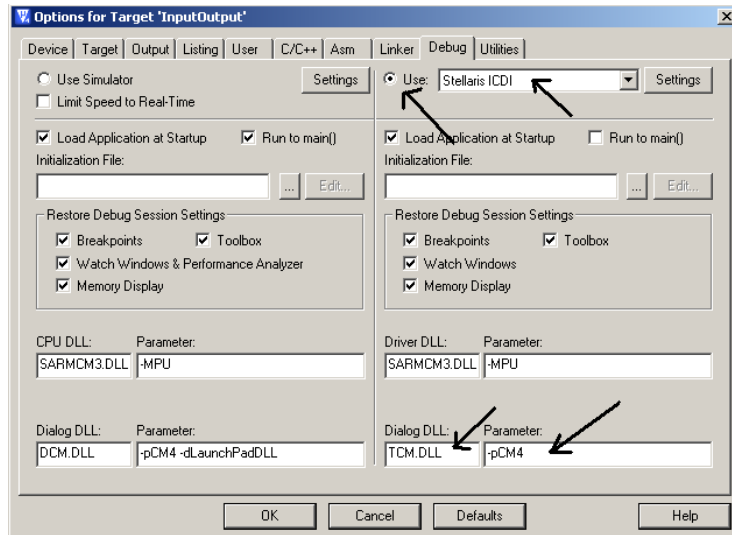 Options for Target 'InputOutput'
Device Target Output Listing User C/C++ Asm Linker Debug Utilities
Use Simulator Settings
Limit Speed to Real-Time
Use: Stellaris ICDI Settings
Load Application at Startup Run to main()
Initialization File:
... Edit...
Load Application at Startup Run to main()
Initialization File:
... Edit...
Restore Debug Session Settings
Breakpoints Toolbox
Watch Windows & Performance Analyzer
Memory Display
Restore Debug Session Settings
Breakpoints Toolbox
Watch Windows
Memory Display
CPU DLL: Parameter:
SARMCM3.DLL -MPU
Driver DLL: Parameter:
SARMCM3.DLL -MPU
Dialog DLL: Parameter:
DCM.DLL -pCM4 -dLaunchPadDLL
Dialog DLL: Parameter:
TCM.DLL -pCM4
OK Cancel Defaults Help